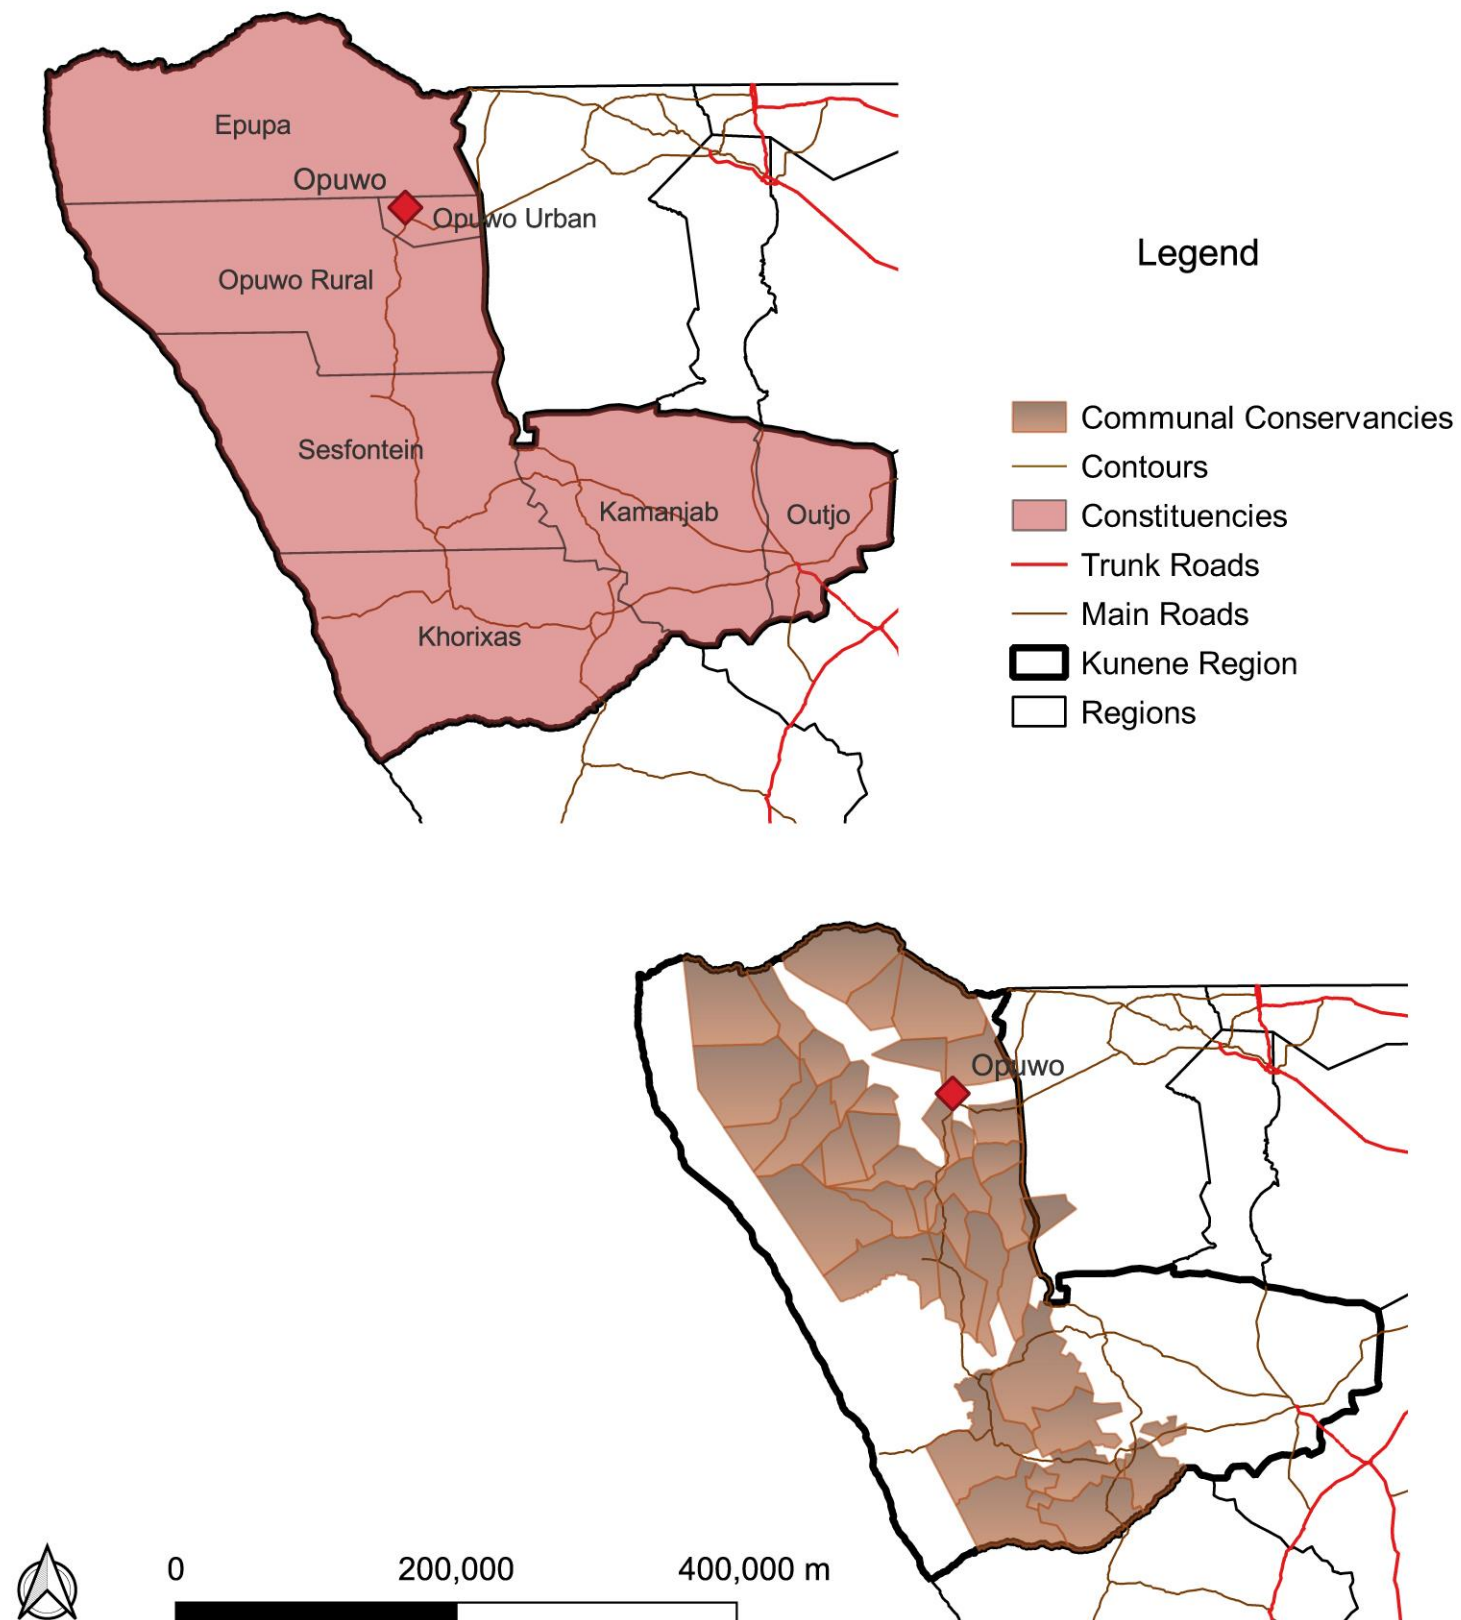 Epupa
Opuwo
Opuwo Urban
Opuwo Rural
Sesfontein
Kamanjab
Outjo
Khorixas
Legend
Communal Conservancies
Contours
Constituencies
Trunk Roads
Main Roads
Kunene Region
Regions
Opuwo
0 200,000 400,000 m